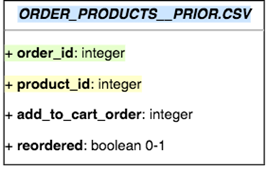 ORDER_PRODUCTS__PRIOR.CSV
+ order_id: integer
+ product_id: integer
+ add_to_cart_order: integer
+ reordered: boolean 0-1